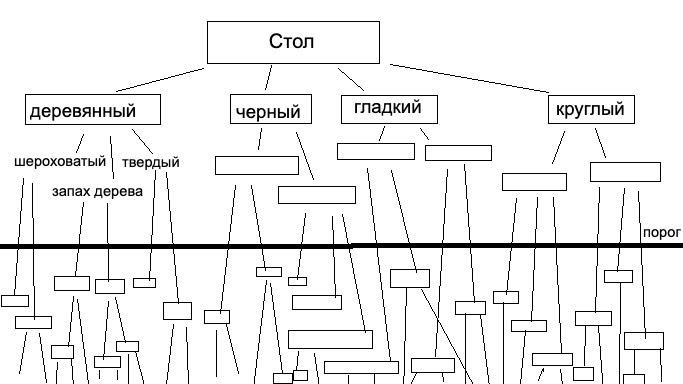 Стол
деревянный
черный
гладкий
круглый
шероховатый
твердый
запах дерева
порог